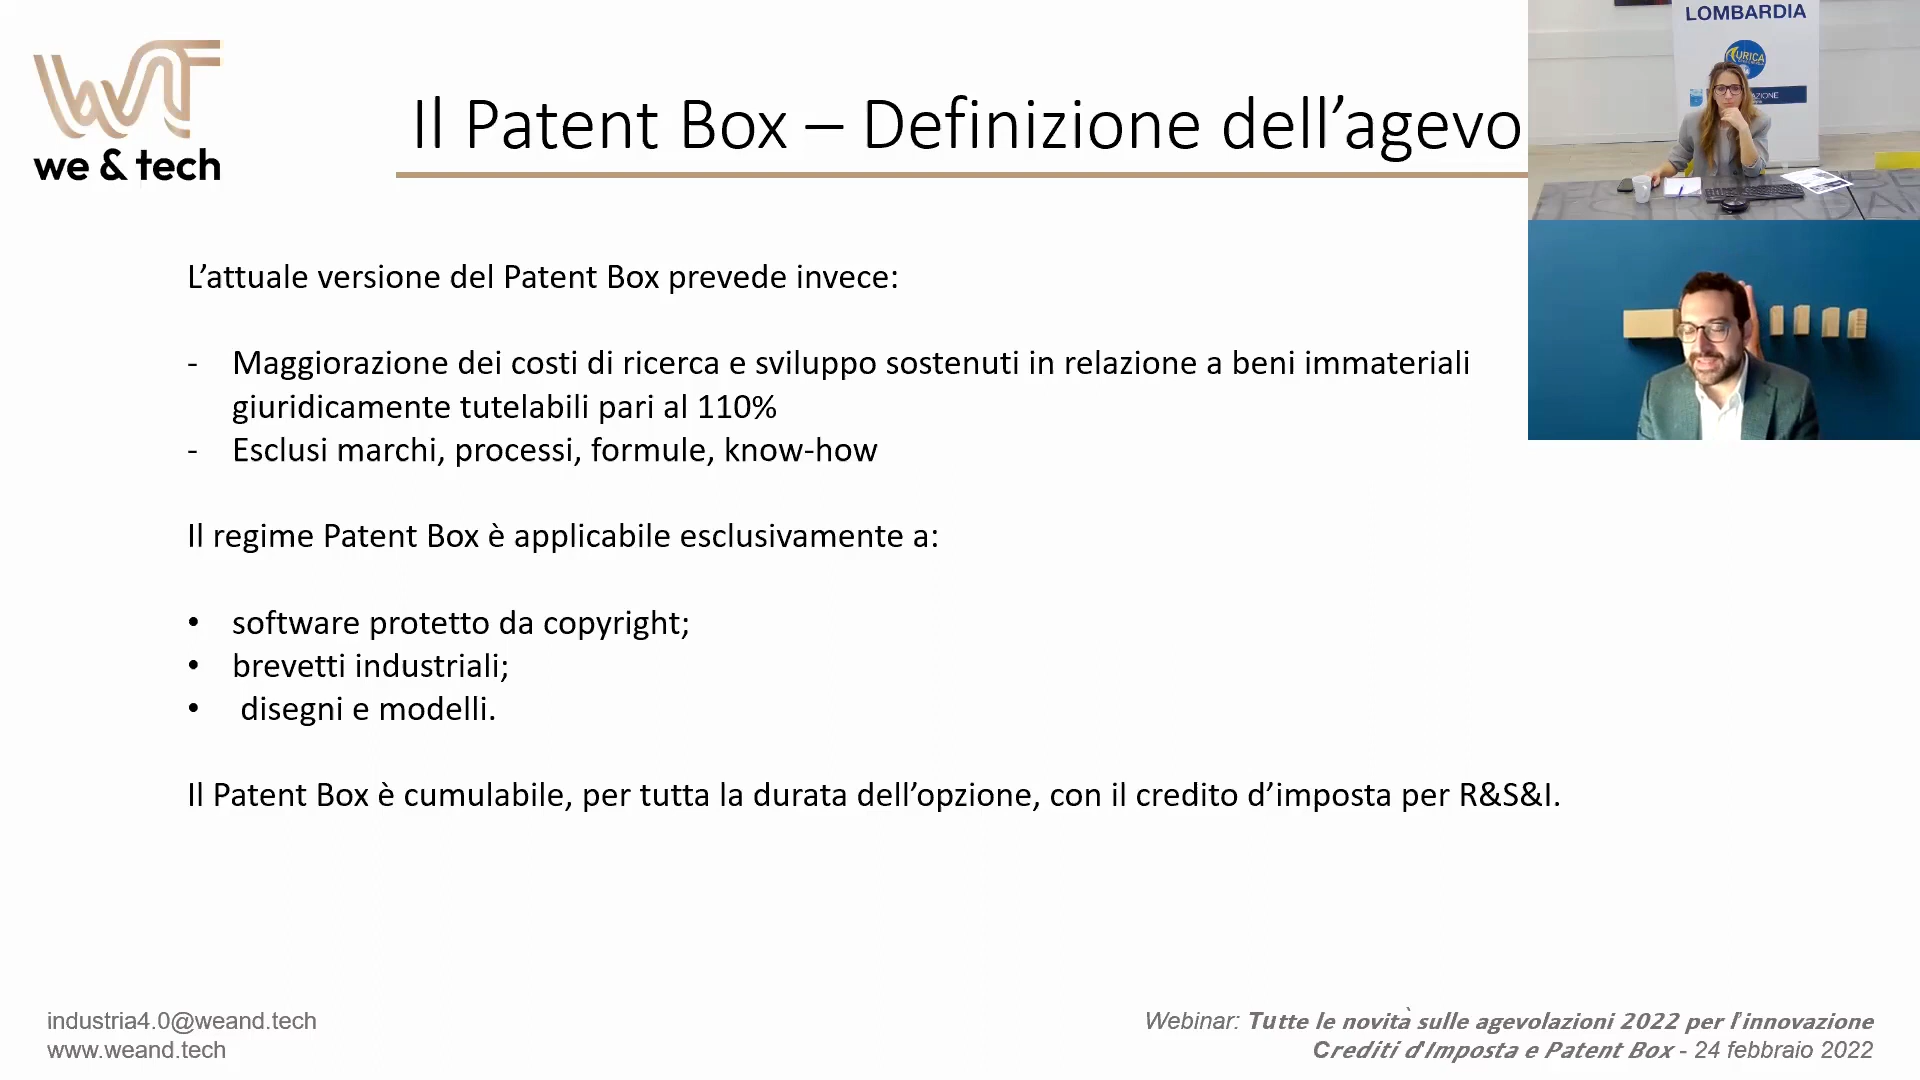 we & tech
Il Patent Box – Definizione dell’agevo
L’attuale versione del Patent Box prevede invece:
- Maggiorazione dei costi di ricerca e sviluppo sostenuti in relazione a beni immateriali
giuridicamente tutelabili pari al 110%
- Esclusi marchi, processi, formule, know-how
Il regime Patent Box è applicabile esclusivamente a:
• software protetto da copyright;
• brevetti industriali;
• disegni e modelli.
Il Patent Box è cumulabile, per tutta la durata dell’opzione, con il credito d’imposta per R&S&I.
LOMBARDIA
URICA
AZIONE
industria4.0@weand.tech
www.weand.tech
Webinar: Tutte le novità sulle agevolazioni 2022 per l'innovazione
Crediti d'Imposta e Patent Box - 24 febbraio 2022